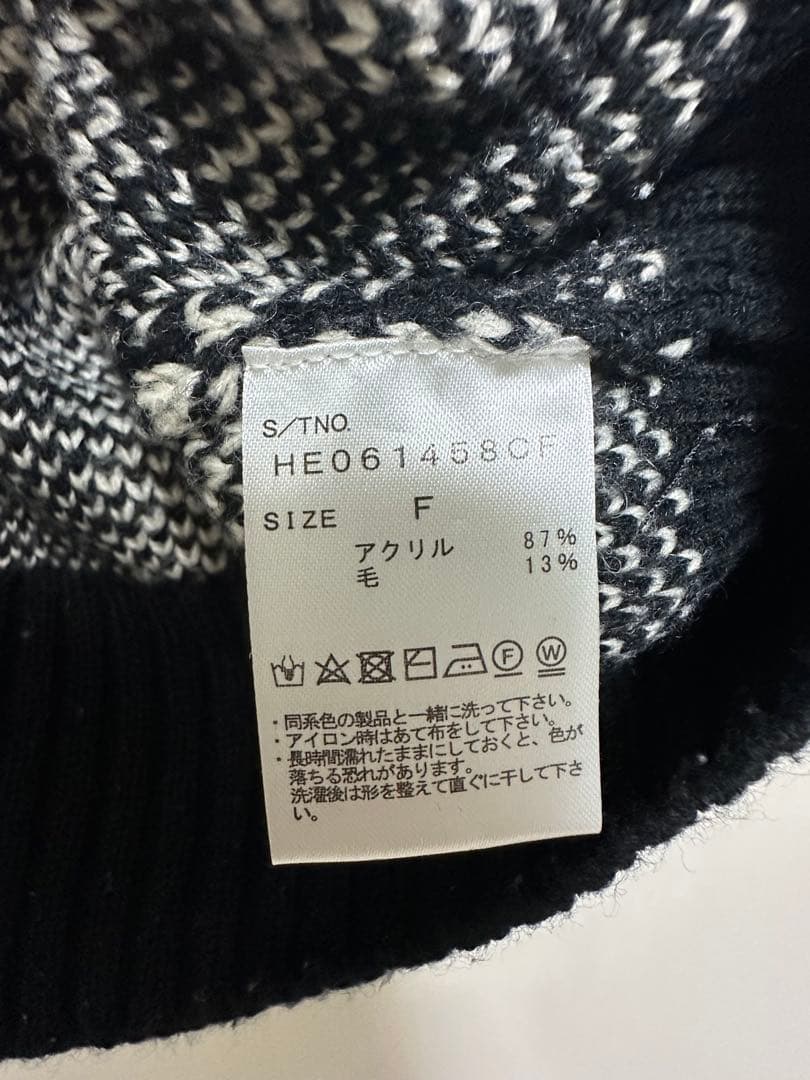 S/TNO.
HE061458CF
SIZE F
アクリル 87%
毛 13%
F W
・同系色の製品と一緒に洗って下さい。
・アイロン時はあて布をして下さい。
・長時間濡れたままにしておくと、色が
落ちる恐れがあります。
洗濯後は形を整えて直ぐに干して下さ
い。